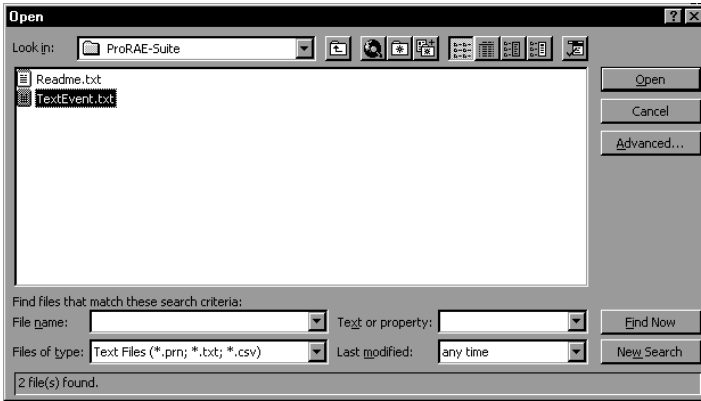 Open
Look in: ProRAE-Suite
Readme.txt
TextEvent.txt
Open
Cancel
Advanced...
Find files that match these search criteria:
File name: Text or property: Find Now
Files of type: Text Files (*.prn; *.txt; *.csv) Last modified: any time New Search
2 file(s) found.